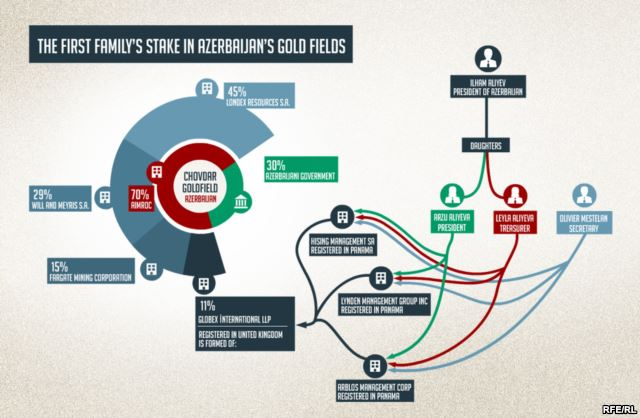 THE FIRST FAMILY'S STAKE IN AZERBAIJAN'S GOLD FIELDS
45%
LONDEX RESOURCES S.A.
30%
AZERBAIJANI GOVERNMENT
29%
WILL AND MEYRIS S.A.
70%
AIMROC
CHOVDAR
GOLDFIELD
AZERBAIJAN
15%
FARGATE MINING CORPORATION
11%
GLOBEX INTERNATIONAL LLP
REGISTERED IN UNITED KINGDOM
IS FORMED OF:
ILHAM ALIYEV
PRESIDENT OF AZERBAIJAN
DAUGHTERS
ARZU ALIYEVA
PRESIDENT
LEYLA ALIYEVA
TREASURER
OLIVIER MESTELAN
SECRETARY
HISING MANAGEMENT SA
REGISTERED IN PANAMA
LYNDEN MANAGEMENT GROUP INC
REGISTERED IN PANAMA
ARBLOS MANAGEMENT CORP
REGISTERED IN PANAMA
RFE/RL